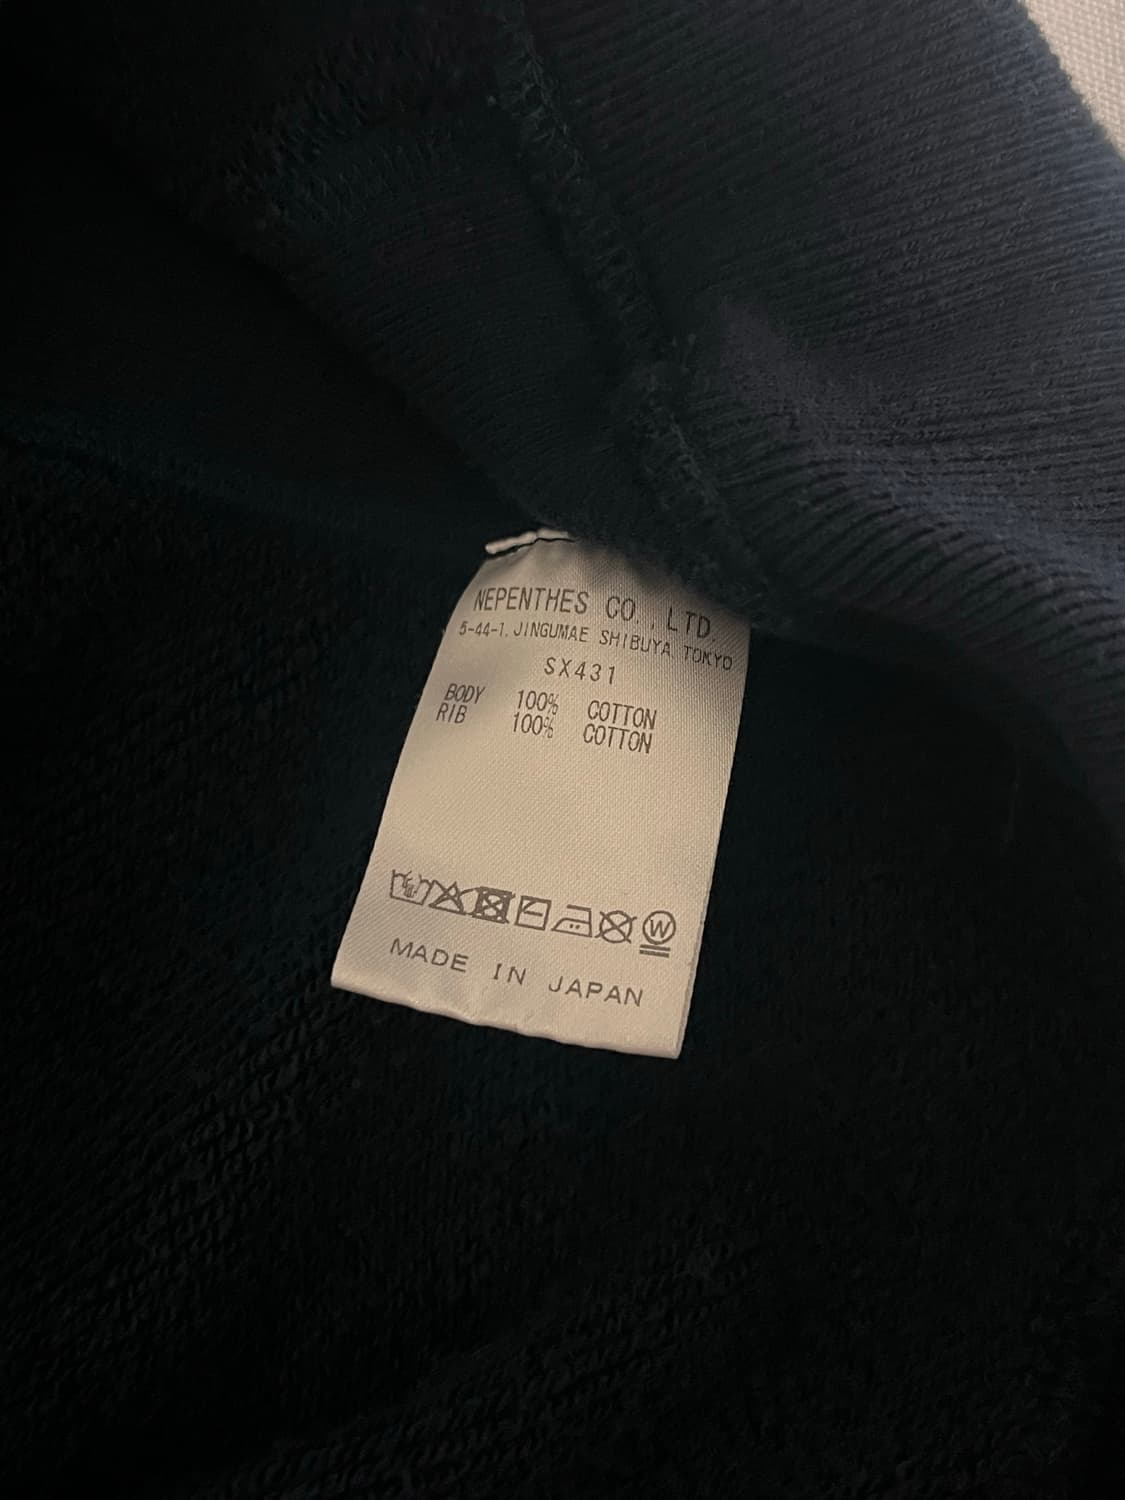 NEPENTHES CO., LTD.
5-44-1, JINGUMAE SHIBUYA TOKYO
SX431
BODY 100% COTTON
RIB 100% COTTON
W
MADE IN JAPAN